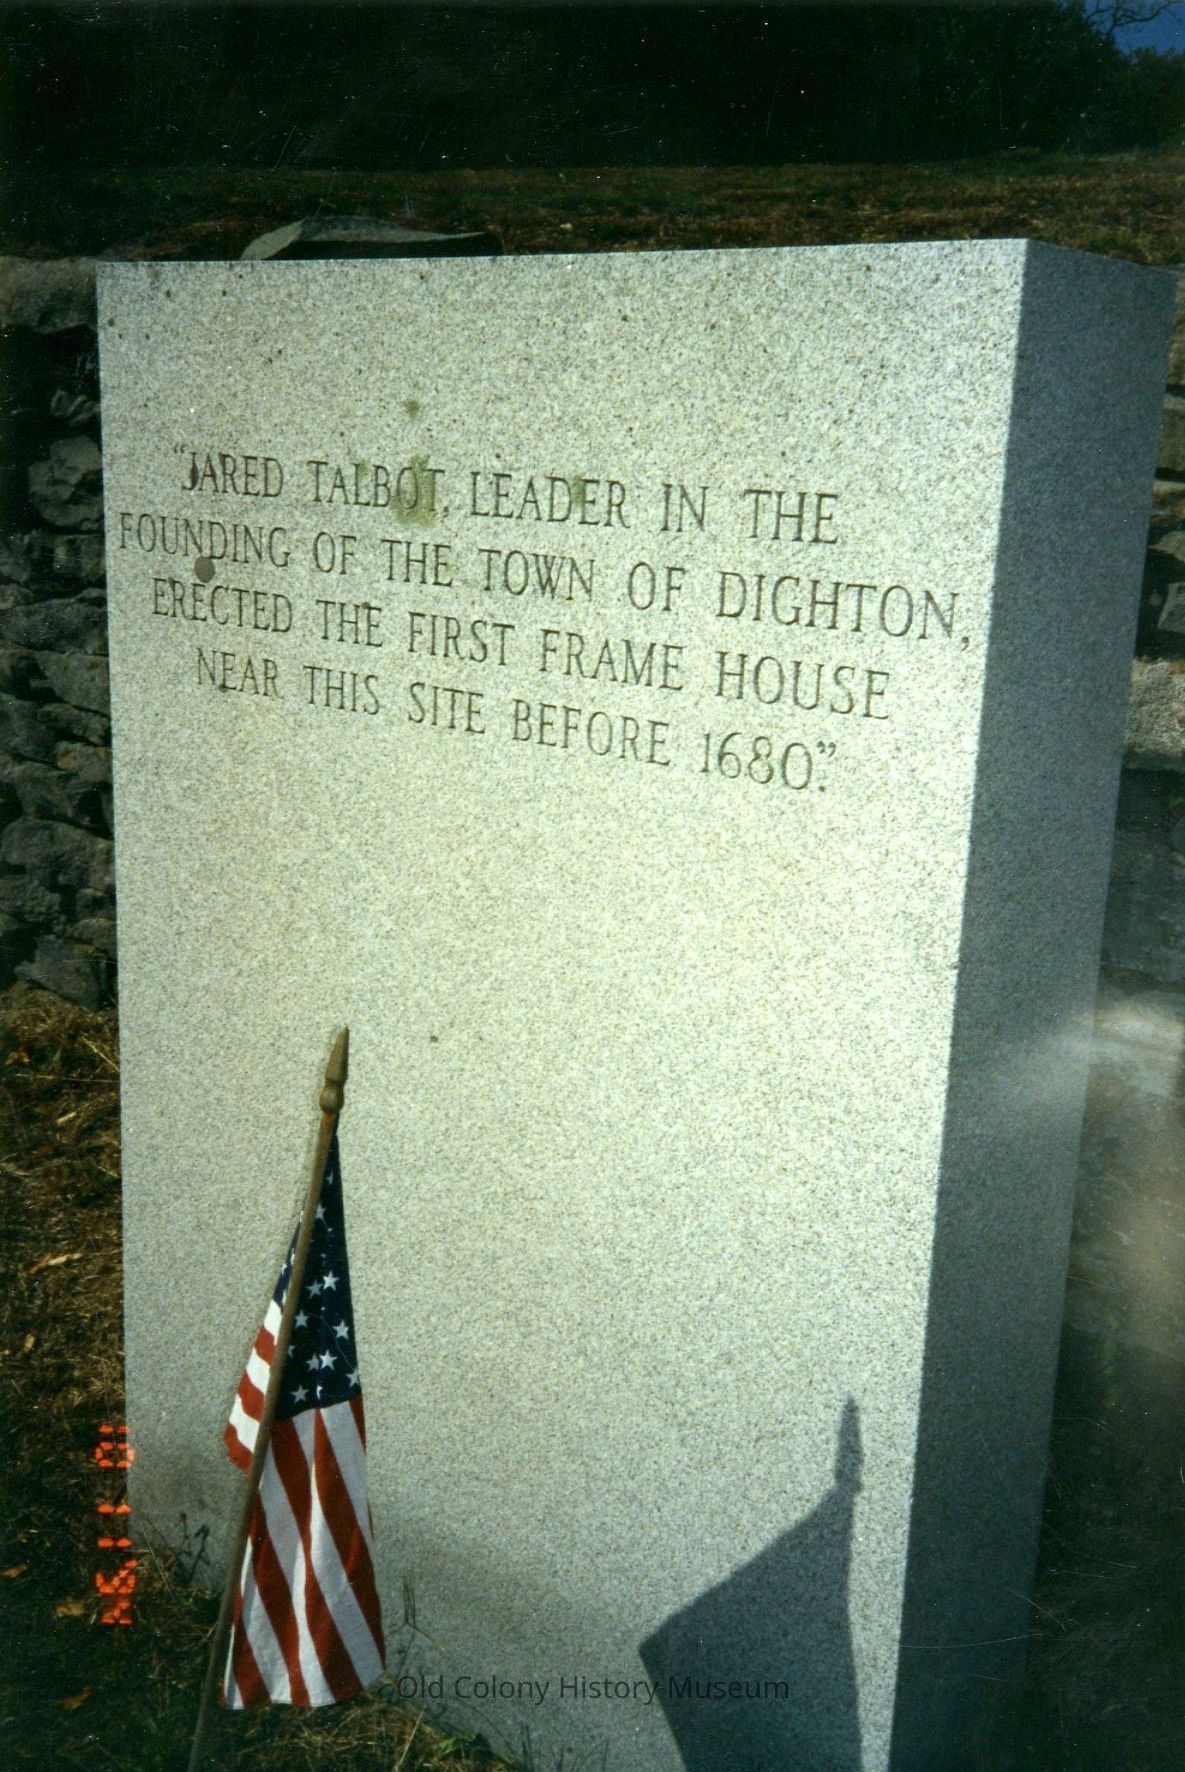 "JARED TALBOT, LEADER IN THE
FOUNDING OF THE TOWN OF DIGHTON,
ERECTED THE FIRST FRAME HOUSE
NEAR THIS SITE BEFORE 1680."
Old Colony History Museum